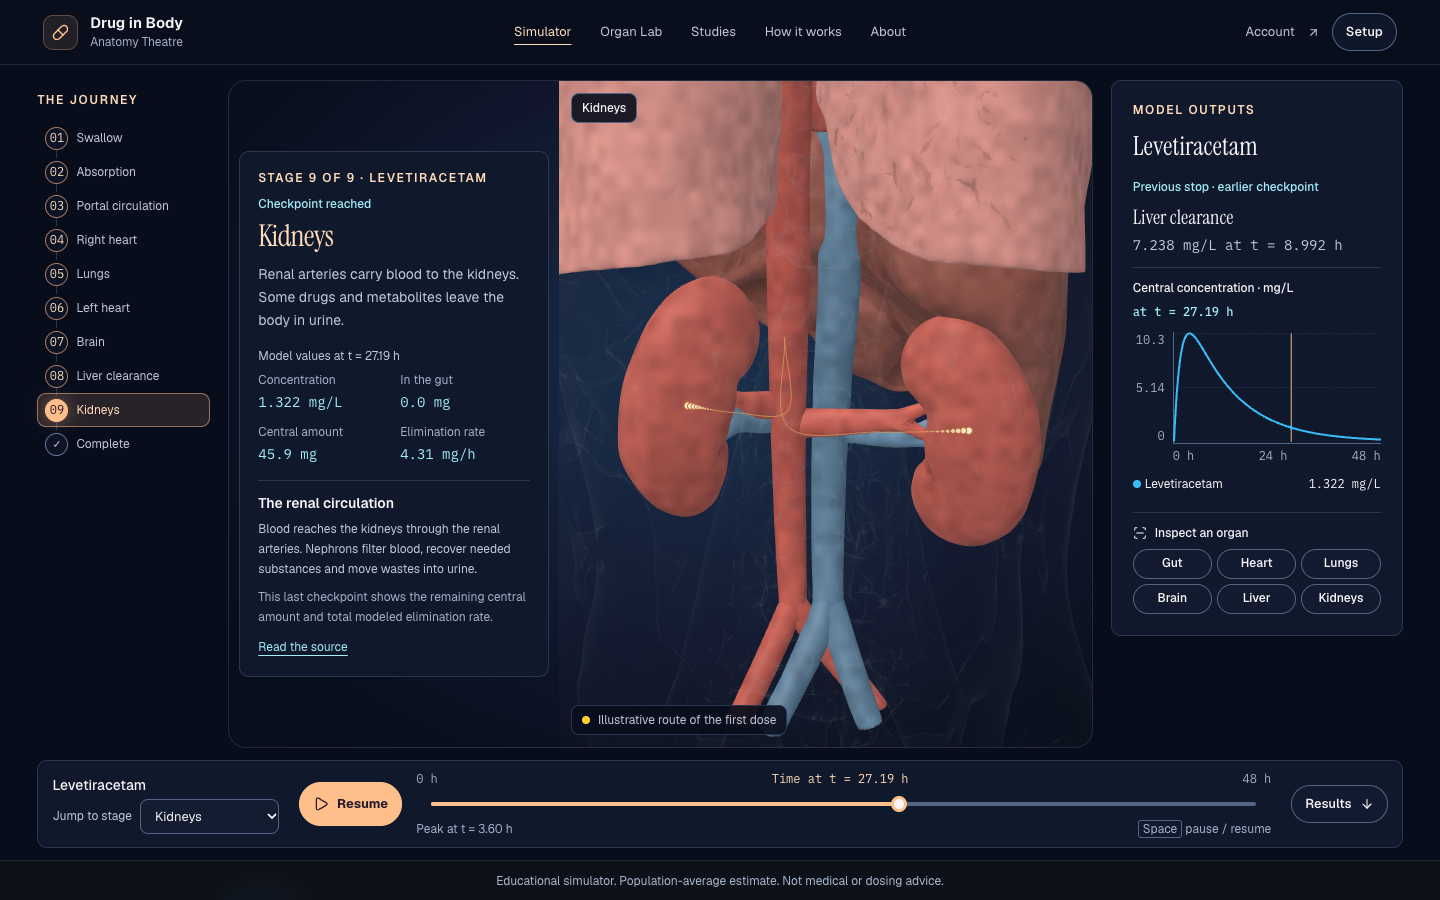 Drug in Body
Anatomy Theatre
Simulator
Organ Lab
Studies
How it works
About
Account ↗
Setup
THE JOURNEY
01 Swallow
02 Absorption
03 Portal circulation
04 Right heart
05 Lungs
06 Left heart
07 Brain
08 Liver clearance
09 Kidneys
✓ Complete
STAGE 9 OF 9 · LEVETIRACETAM
Checkpoint reached
Kidneys
Renal arteries carry blood to the kidneys.
Some drugs and metabolites leave the
body in urine.
Model values at t = 27.19 h
Concentration
In the gut
1.322 mg/L
0.0 mg
Central amount
Elimination rate
45.9 mg
4.31 mg/h
The renal circulation
Blood reaches the kidneys through the renal
arteries. Nephrons filter blood, recover needed
substances and move wastes into urine.
This last checkpoint shows the remaining central
amount and total modeled elimination rate.
Read the source
Kidneys
Illustrative route of the first dose
MODEL OUTPUTS
Levetiracetam
Previous stop · earlier checkpoint
Liver clearance
7.238 mg/L at t = 8.992 h
Central concentration · mg/L
at t = 27.19 h
10.3
5.14
0
0 h
24 h
48 h
Levetiracetam
1.322 mg/L
Inspect an organ
Gut
Heart
Lungs
Brain
Liver
Kidneys
Levetiracetam
Jump to stage
Kidneys
Resume
0 h
Time at t = 27.19 h
48 h
Peak at t = 3.60 h
Space pause / resume
Results ↓
Educational simulator. Population-average estimate. Not medical or dosing advice.